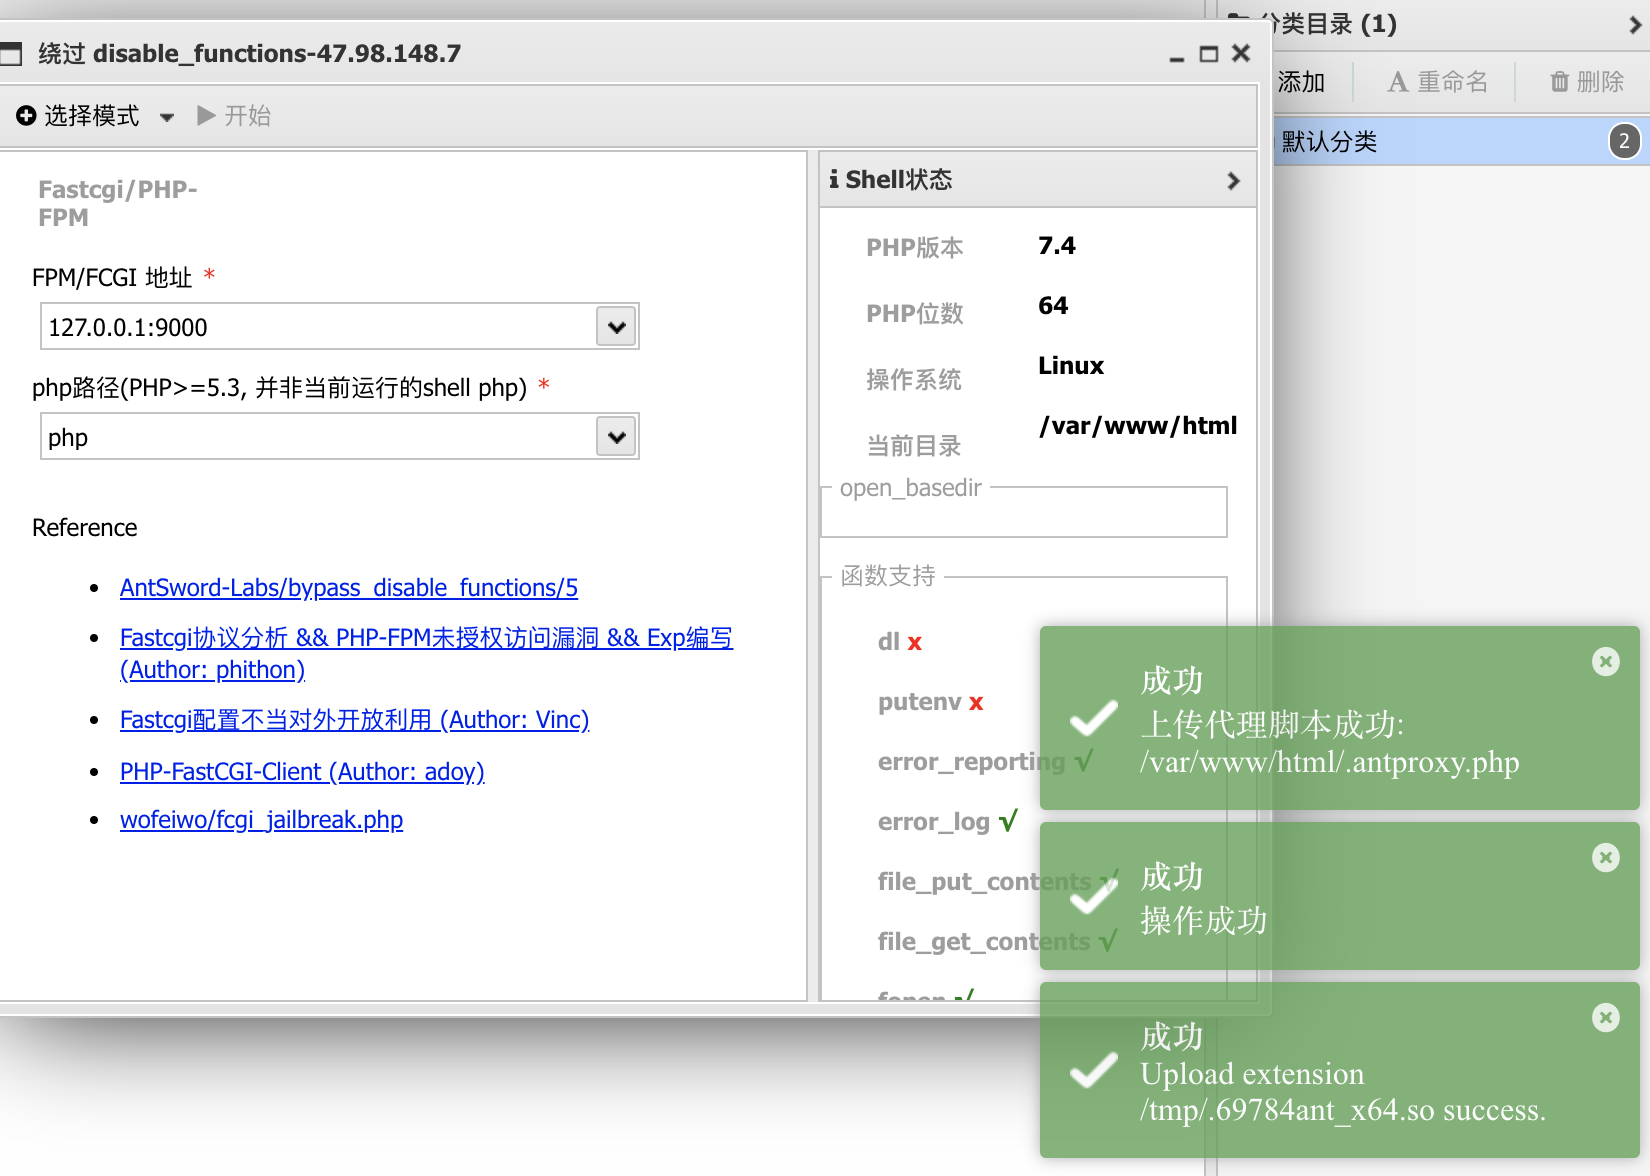 绕过 disable_functions-47.98.148.7
选择模式
开始
Fastcgi/PHP-
FPM
FPM/FCGI 地址 *
127.0.0.1:9000
php路径(PHP>=5.3, 并非当前运行的shell php) *
php
Reference
AntSword-Labs/bypass_disable_functions/5
Fastcgi协议分析 && PHP-FPM未授权访问漏洞 && Exp编写
(Author: phithon)
Fastcgi配置不当对外开放利用 (Author: Vinc)
PHP-FastCGI-Client (Author: adoy)
wofeiwo/fcgi_jailbreak.php
Shell状态
PHP版本 7.4
PHP位数 64
操作系统 Linux
当前目录 /var/www/html
open_basedir
函数支持
dl x
putenv x
error_reporting √
error_log √
file_put_contents √
file_get_contents √
fopen √
分类目录 (1)
添加
重命名
删除
默认分类
2
成功
上传代理脚本成功:
/var/www/html/.antproxy.php
成功
操作成功
成功
Upload extension
/tmp/.69784ant_x64.so success.